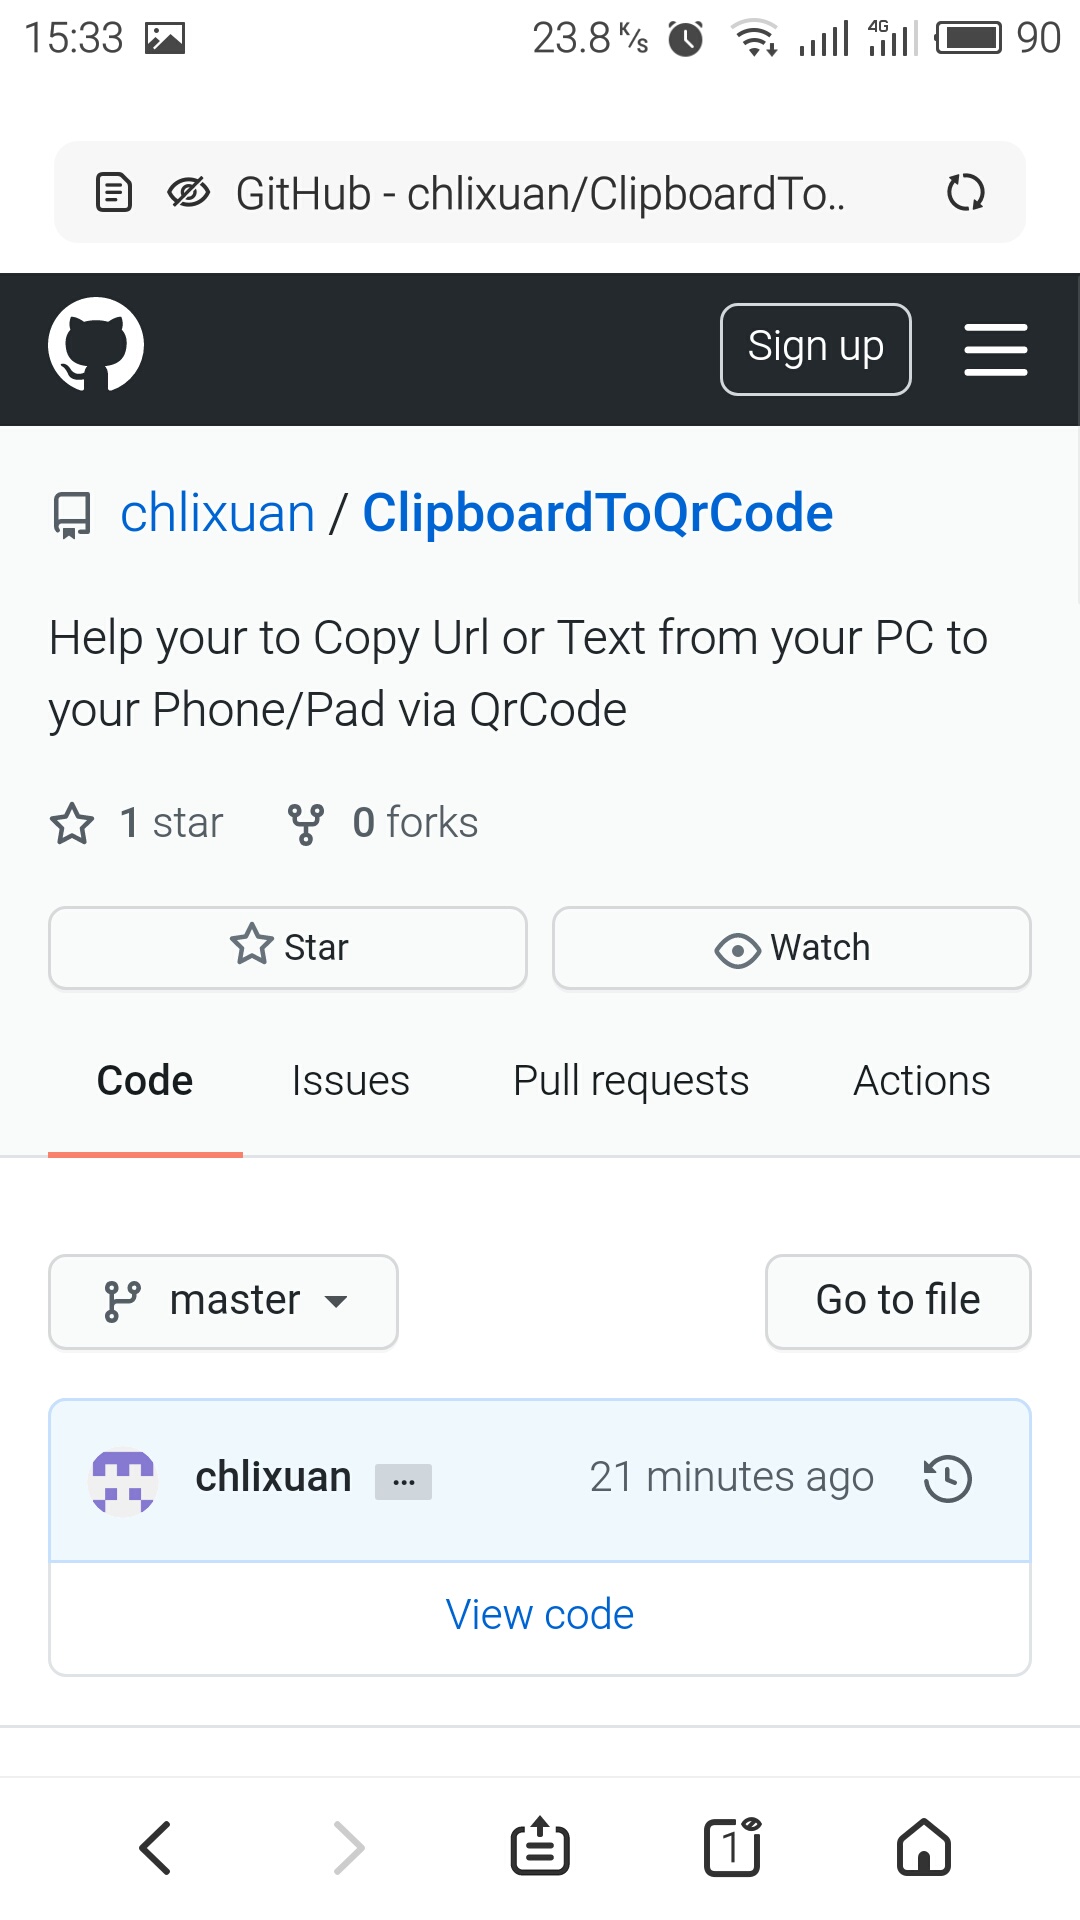 15:33 23.8 K/s 4G 90
GitHub - chlixuan/ClipboardTo..
Sign up
chlixuan / ClipboardToQrCode
Help your to Copy Url or Text from your PC to
your Phone/Pad via QrCode
1 star 0 forks
Star Watch
Code Issues Pull requests Actions
master Go to file
chlixuan ... 21 minutes ago
View code
1